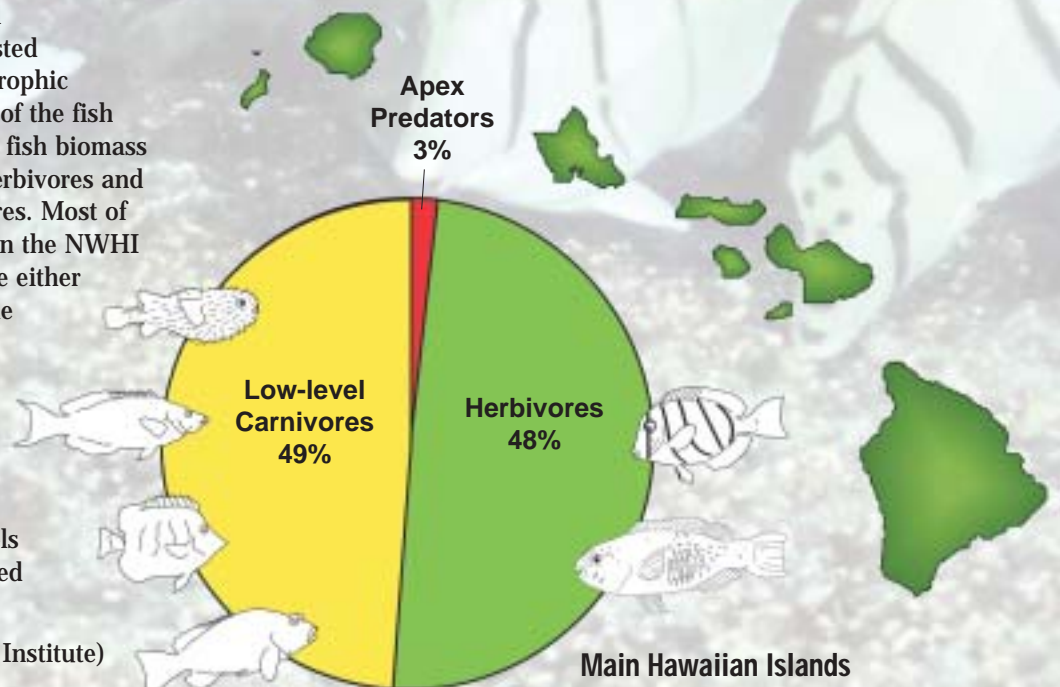 sted
rophic
of the fish
fish biomass
erbivores and
res. Most of
n the NWHI
e either
e
ls
ed
Institute)
Apex
Predators
3%
Low-level
Carnivores
49%
Herbivores
48%
Main Hawaiian Islands